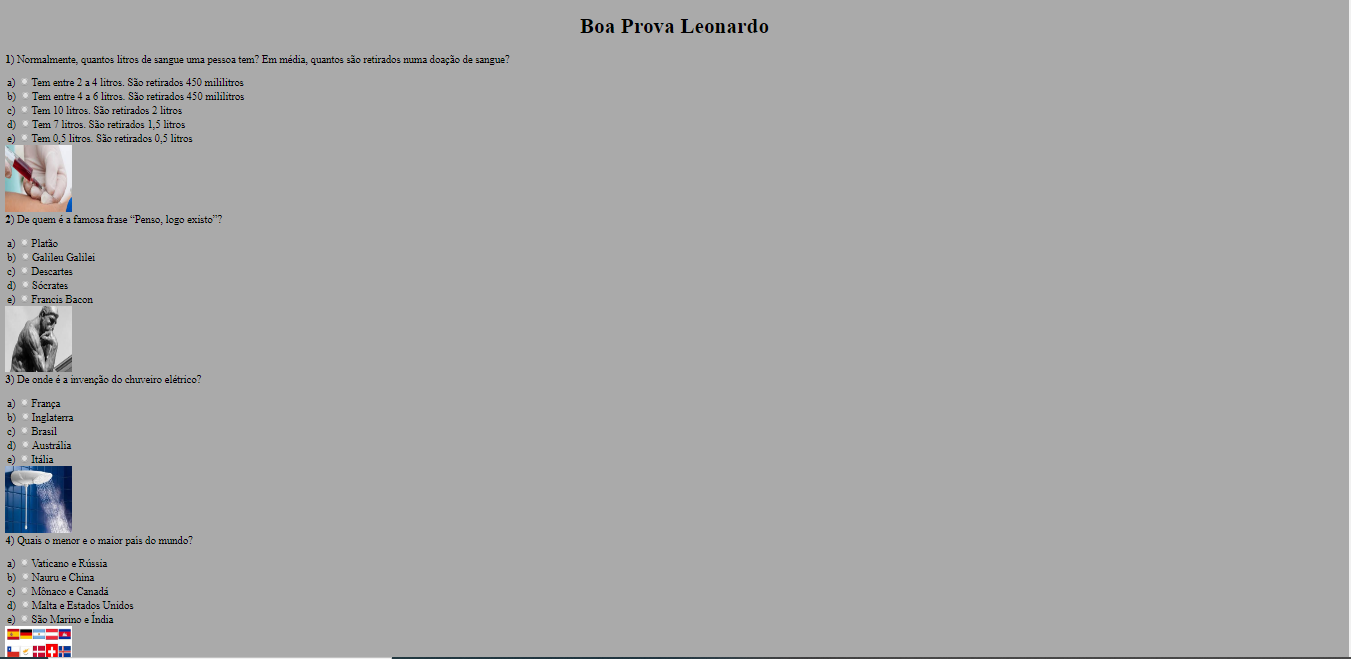 Boa Prova Leonardo
1) Normalmente, quantos litros de sangue uma pessoa tem? Em média, quantos são retirados numa doação de sangue?
a) Tem entre 2 a 4 litros. São retirados 450 mililitros
b) Tem entre 4 a 6 litros. São retirados 450 mililitros
c) Tem 10 litros. São retirados 2 litros
d) Tem 7 litros. São retirados 1,5 litros
e) Tem 0,5 litros. São retirados 0,5 litros
2) De quem é a famosa frase “Penso, logo existo”?
a) Platão
b) Galileu Galilei
c) Descartes
d) Sócrates
e) Francis Bacon
3) De onde é a invenção do chuveiro elétrico?
a) França
b) Inglaterra
c) Brasil
d) Austrália
e) Itália
4) Quais o menor e o maior país do mundo?
a) Vaticano e Rússia
b) Nauru e China
c) Mônaco e Canadá
d) Malta e Estados Unidos
e) São Marino e Índia